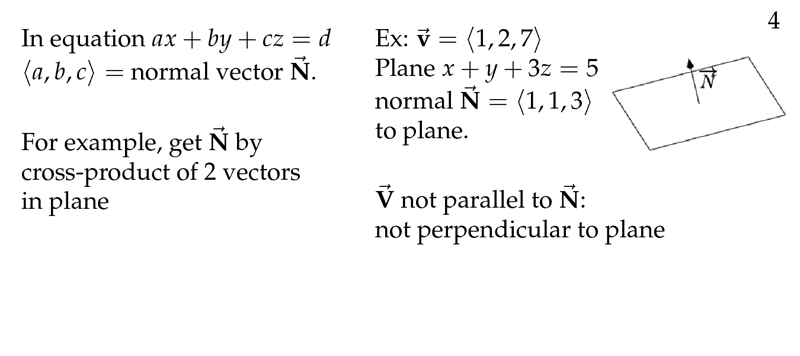 4
In equation ax + by + cz = d
⟨a, b, c⟩ = normal vector N⃗.
For example, get N⃗ by
cross-product of 2 vectors
in plane
Ex: v⃗ = ⟨1, 2, 7⟩
Plane x + y + 3z = 5
normal N⃗ = ⟨1, 1, 3⟩
to plane.
N⃗
V⃗ not parallel to N⃗:
not perpendicular to plane